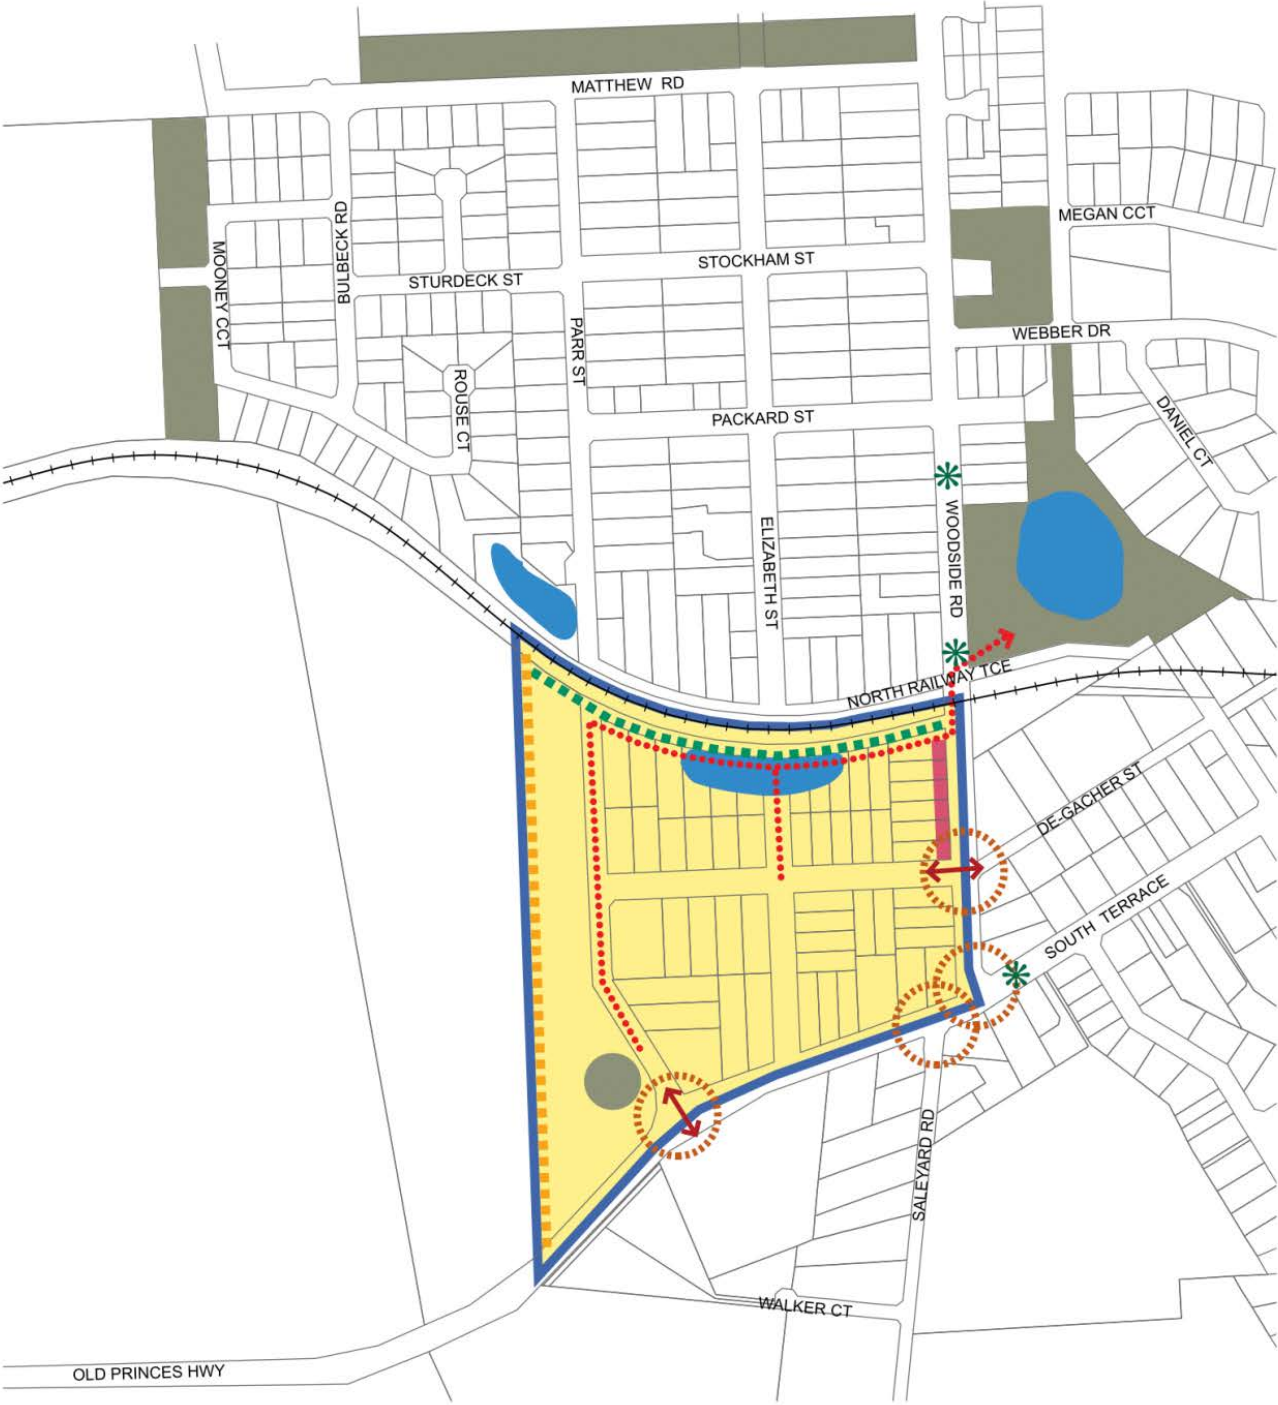 MATTHEW RD
MEGAN CCT
BULBECK RD
MOONEY CCT
STOCKHAM ST
STURDECK ST
WEBBER DR
PARR ST
ROUSE CT
PACKARD ST
DANIEL CT
ELIZABETH ST
WOODSIDE RD
NORTH RAILWAY TCE
DE-GACHER ST
SOUTH TERRACE
SALEYARD RD
WALKER CT
OLD PRINCES HWY